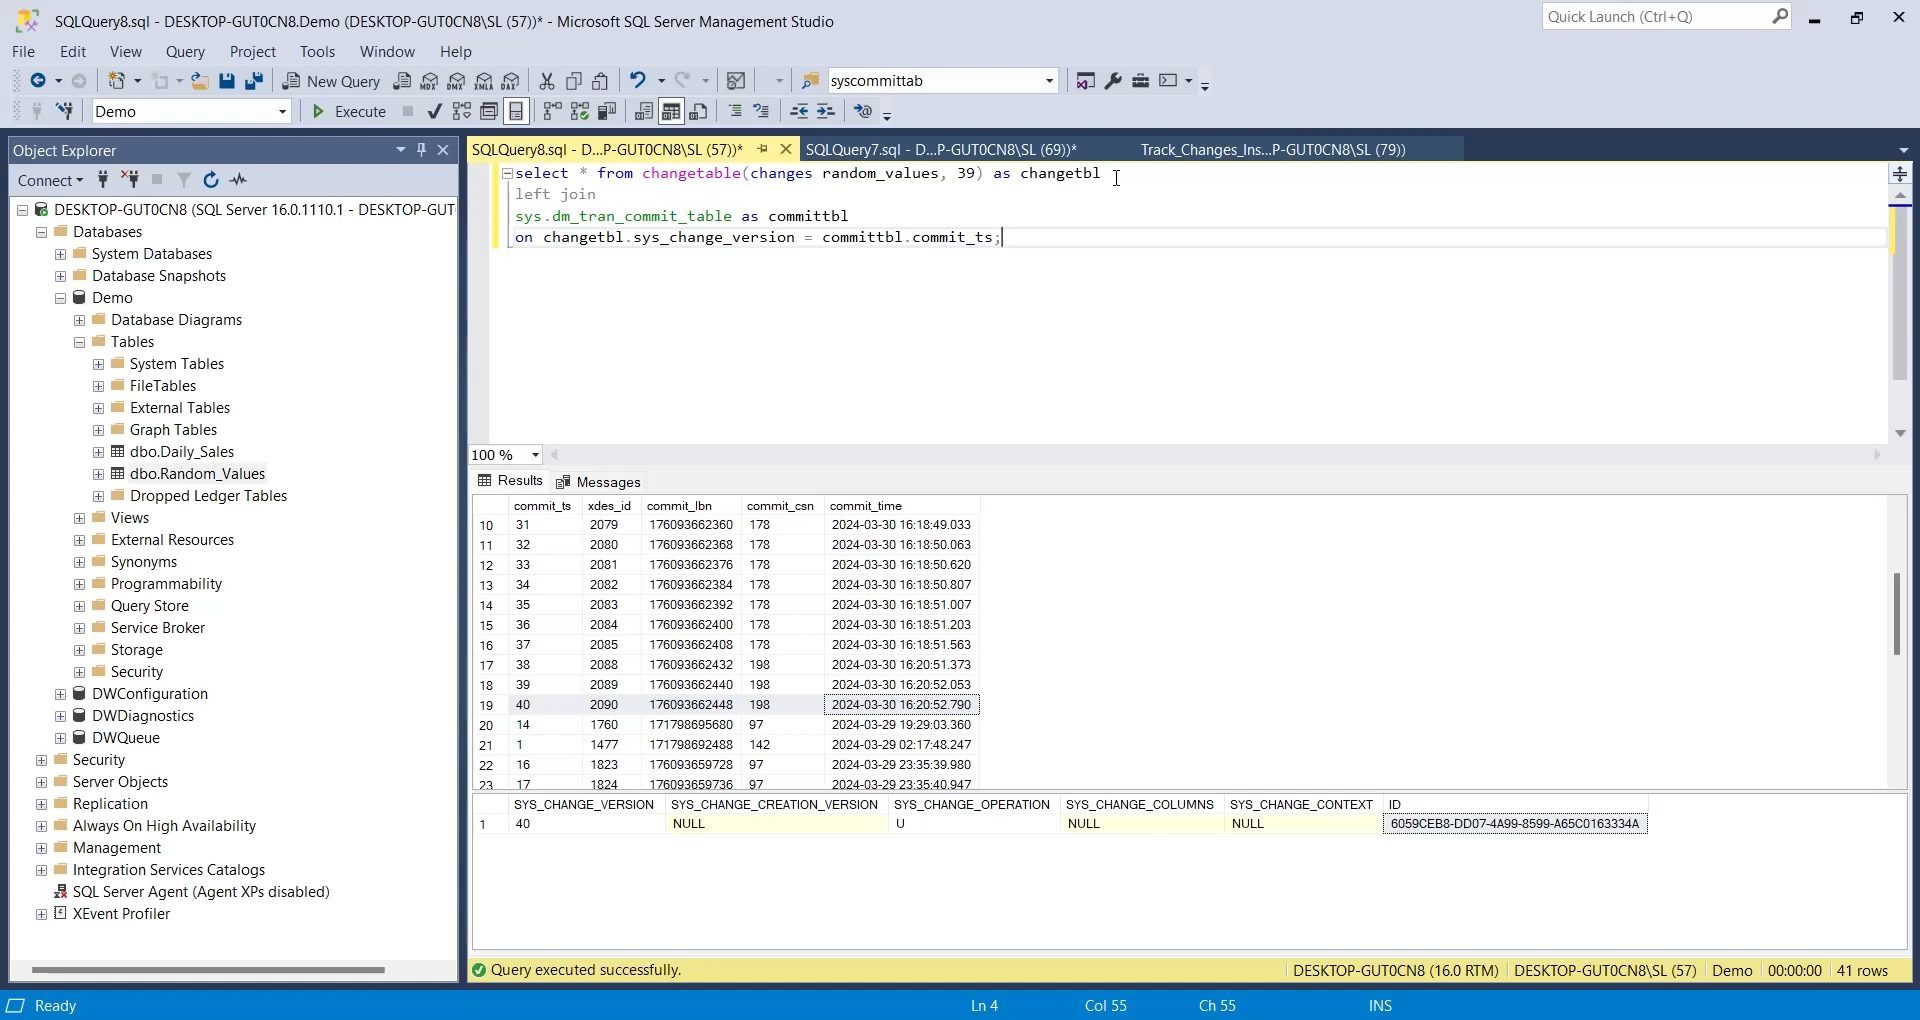 SQLQuery8.sql - DESKTOP-GUT0CN8.Demo (DESKTOP-GUT0CN8\SL (57))* - Microsoft SQL Server Management Studio
Quick Launch (Ctrl+Q)
File Edit View Query Project Tools Window Help
New Query MDX DMX XMLA DAX syscommittab
Demo Execute
Object Explorer
Connect
DESKTOP-GUT0CN8 (SQL Server 16.0.1110.1 - DESKTOP-GUT
Databases
System Databases
Database Snapshots
Demo
Database Diagrams
Tables
System Tables
FileTables
External Tables
Graph Tables
dbo.Daily_Sales
dbo.Random_Values
Dropped Ledger Tables
Views
External Resources
Synonyms
Programmability
Query Store
Service Broker
Storage
Security
DWConfiguration
DWDiagnostics
DWQueue
Security
Server Objects
Replication
Always On High Availability
Management
Integration Services Catalogs
SQL Server Agent (Agent XPs disabled)
XEvent Profiler
SQLQuery8.sql - D...P-GUT0CN8\SL (57))* SQLQuery7.sql - D...P-GUT0CN8\SL (69))* Track_Changes_Ins...P-GUT0CN8\SL (79))
select * from changetable(changes random_values, 39) as changetbl
left join
sys.dm_tran_commit_table as committbl
on changetbl.sys_change_version = committbl.commit_ts;
100 %
Results Messages
commit_ts xdes_id commit_lbn commit_csn commit_time
10 31 2079 176093662360 178 2024-03-30 16:18:49.033
11 32 2080 176093662368 178 2024-03-30 16:18:50.063
12 33 2081 176093662376 178 2024-03-30 16:18:50.620
13 34 2082 176093662384 178 2024-03-30 16:18:50.807
14 35 2083 176093662392 178 2024-03-30 16:18:51.007
15 36 2084 176093662400 178 2024-03-30 16:18:51.203
16 37 2085 176093662408 178 2024-03-30 16:18:51.563
17 38 2088 176093662432 198 2024-03-30 16:20:51.373
18 39 2089 176093662440 198 2024-03-30 16:20:52.053
19 40 2090 176093662448 198 2024-03-30 16:20:52.790
20 14 1760 171798695680 97 2024-03-29 19:29:03.360
21 1 1477 171798692488 142 2024-03-29 02:17:48.247
22 16 1823 176093659728 97 2024-03-29 23:35:39.980
23 17 1824 176093659736 97 2024-03-29 23:35:40.947
SYS_CHANGE_VERSION SYS_CHANGE_CREATION_VERSION SYS_CHANGE_OPERATION SYS_CHANGE_COLUMNS SYS_CHANGE_CONTEXT ID
1 40 NULL U NULL NULL 6059CEB8-DD07-4A99-8599-A65C0163334A
Query executed successfully. DESKTOP-GUT0CN8 (16.0 RTM) DESKTOP-GUT0CN8\SL (57) Demo 00:00:00 41 rows
Ready Ln 4 Col 55 Ch 55 INS